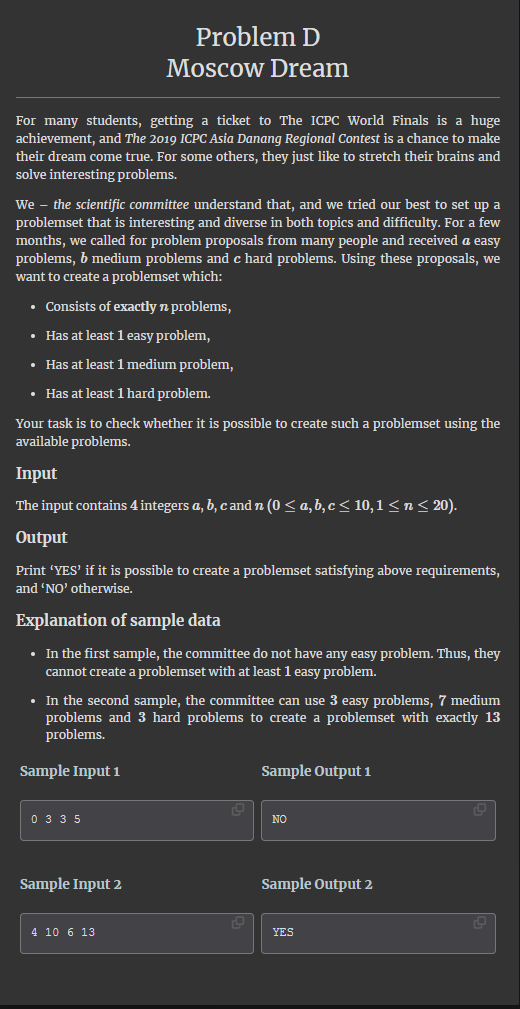 Problem D
Moscow Dream
For many students, getting a ticket to The ICPC World Finals is a huge
achievement, and The 2019 ICPC Asia Danang Regional Contest is a chance to make
their dream come true. For some others, they just like to stretch their brains and
solve interesting problems.
We – the scientific committee understand that, and we tried our best to set up a
problemset that is interesting and diverse in both topics and difficulty. For a few
months, we called for problem proposals from many people and received a easy
problems, b medium problems and c hard problems. Using these proposals, we
want to create a problemset which:
• Consists of exactly n problems,
• Has at least 1 easy problem,
• Has at least 1 medium problem,
• Has at least 1 hard problem.
Your task is to check whether it is possible to create such a problemset using the
available problems.
Input
The input contains 4 integers a, b, c and n (0 ≤ a, b, c ≤ 10, 1 ≤ n ≤ 20).
Output
Print ‘YES’ if it is possible to create a problemset satisfying above requirements,
and ‘NO’ otherwise.
Explanation of sample data
• In the first sample, the committee do not have any easy problem. Thus, they
cannot create a problemset with at least 1 easy problem.
• In the second sample, the committee can use 3 easy problems, 7 medium
problems and 3 hard problems to create a problemset with exactly 13
problems.
Sample Input 1 Sample Output 1
0 3 3 5 NO
Sample Input 2 Sample Output 2
4 10 6 13 YES